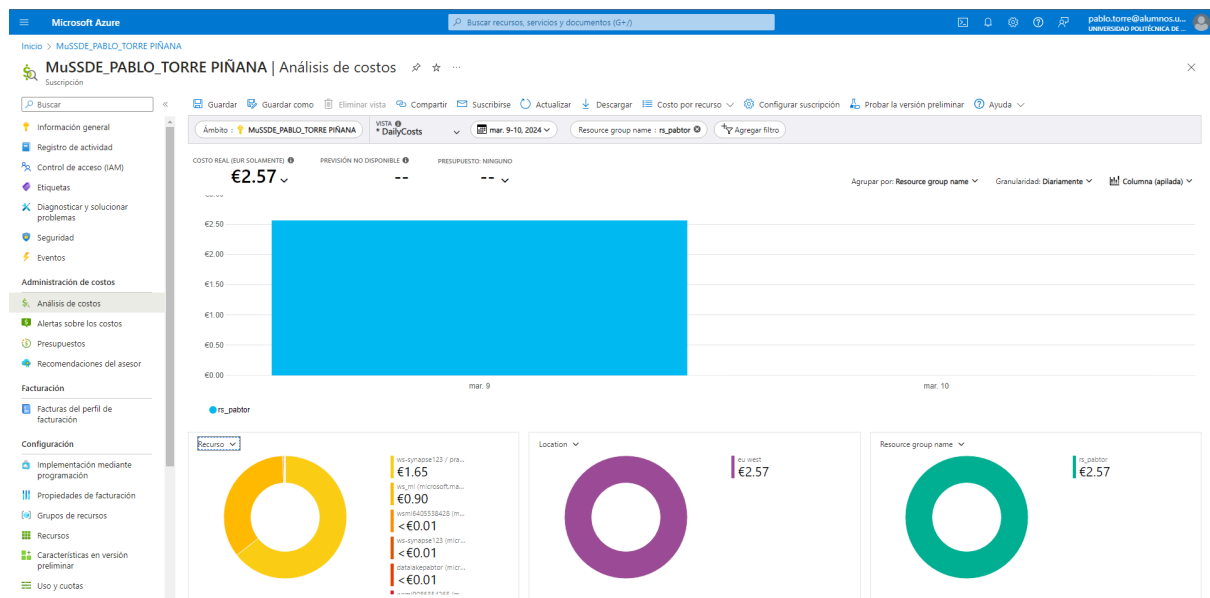 Microsoft Azure
Buscar recursos, servicios y documentos (G+/)
pablo.torre@alumnos.u...
UNIVERSIDAD POLITÉCNICA DE ...
Inicio > MuSSDE_PABLO_TORRE PIÑANA
MuSSDE_PABLO_TORRE PIÑANA | Análisis de costos
Suscripción
Buscar
Guardar Guardar como Eliminar vista Compartir Suscribirse Actualizar Descargar Costo por recurso Configurar suscripción Probar la versión preliminar Ayuda
Información general
Registro de actividad
Control de acceso (IAM)
Etiquetas
Diagnosticar y solucionar
problemas
Seguridad
Eventos
Administración de costos
Análisis de costos
Alertas sobre los costos
Presupuestos
Recomendaciones del asesor
Facturación
Facturas del perfil de
facturación
Configuración
Implementación mediante
programación
Propiedades de facturación
Grupos de recursos
Recursos
Características en versión
preliminar
Uso y cuotas
Ámbito : MuSSDE_PABLO_TORRE PIÑANA
VISTA
* DailyCosts
mar. 9-10, 2024
Resource group name : rs_pabtor
Agregar filtro
COSTO REAL (EUR SOLAMENTE)
€2.57
PREVISIÓN NO DISPONIBLE
--
PRESUPUESTO: NINGUNO
--
Agrupar por: Resource group name
Granularidad: Diariamente
Columna (apilada)
€2.50
€2.00
€1.50
€1.00
€0.50
€0.00
mar. 9
mar. 10
rs_pabtor
Recurso
ws-synapse123 / pra...
€1.65
ws_ml (microsoft.ma...
€0.90
wsml6405538428 (m...
<€0.01
ws-synapse123 (micr...
<€0.01
datalakepabtor (micr...
<€0.01
Location
eu west
€2.57
Resource group name
rs_pabtor
€2.57